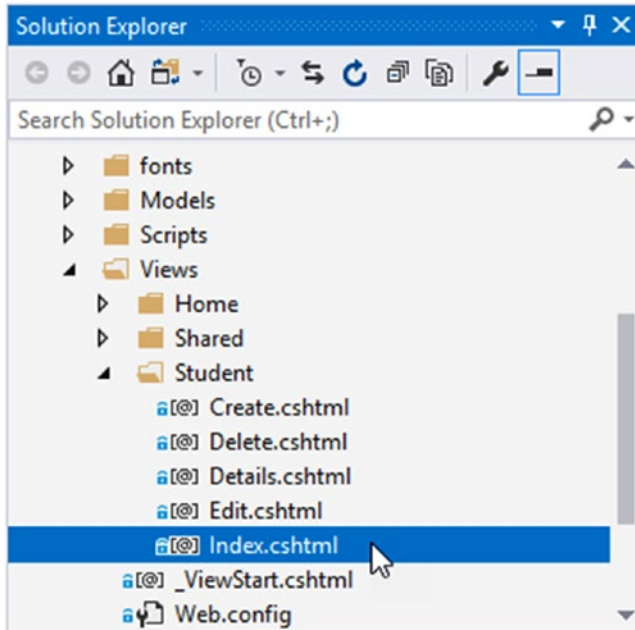 Solution Explorer
Search Solution Explorer (Ctrl+;)
fonts
Models
Scripts
Views
Home
Shared
Student
[@] Create.cshtml
[@] Delete.cshtml
[@] Details.cshtml
[@] Edit.cshtml
[@] Index.cshtml
[@] _ViewStart.cshtml
Web.config